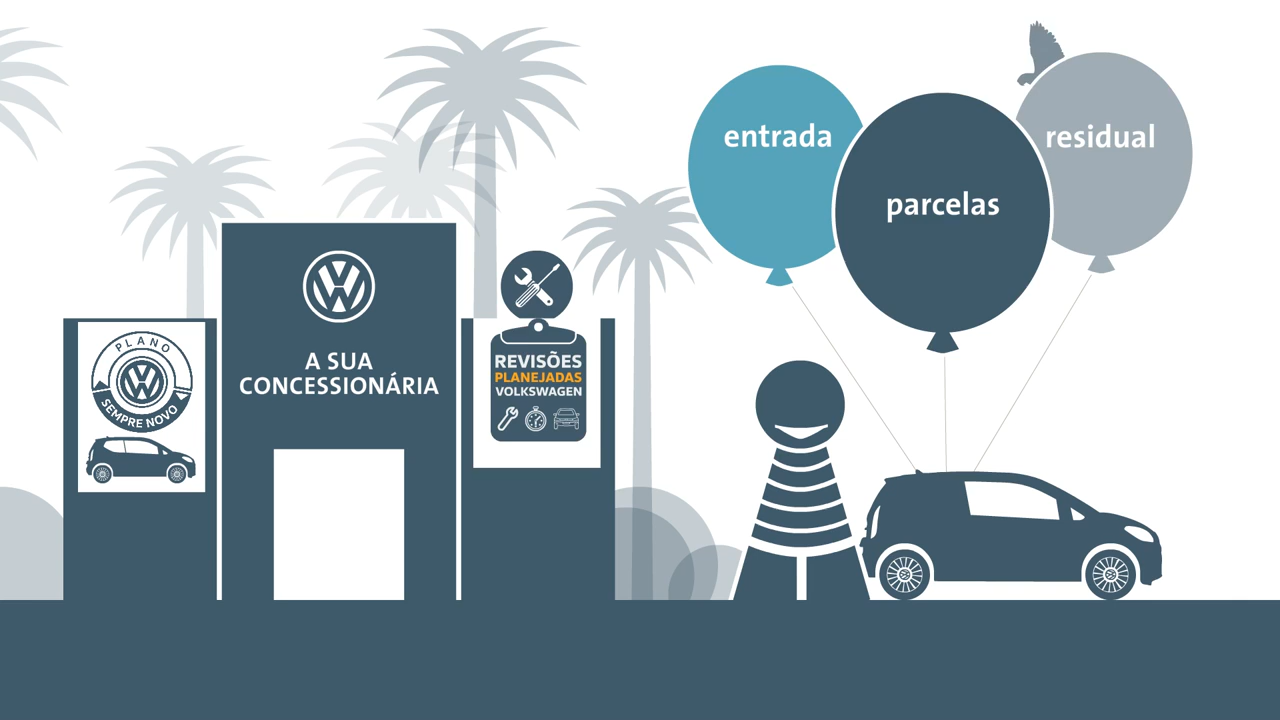 PLANO
SEMPRE NOVO
A SUA
CONCESSIONÁRIA
REVISÕES
PLANEJADAS
VOLKSWAGEN
entrada
parcelas
residual